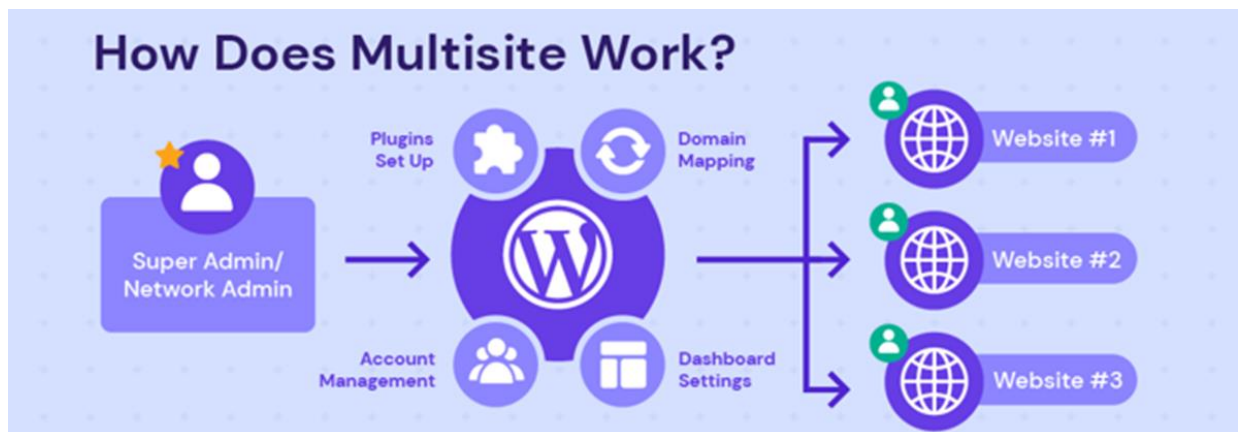 How Does Multisite Work?
Super Admin/
Network Admin
Plugins
Set Up
Domain
Mapping
Account
Management
Dashboard
Settings
Website #1
Website #2
Website #3